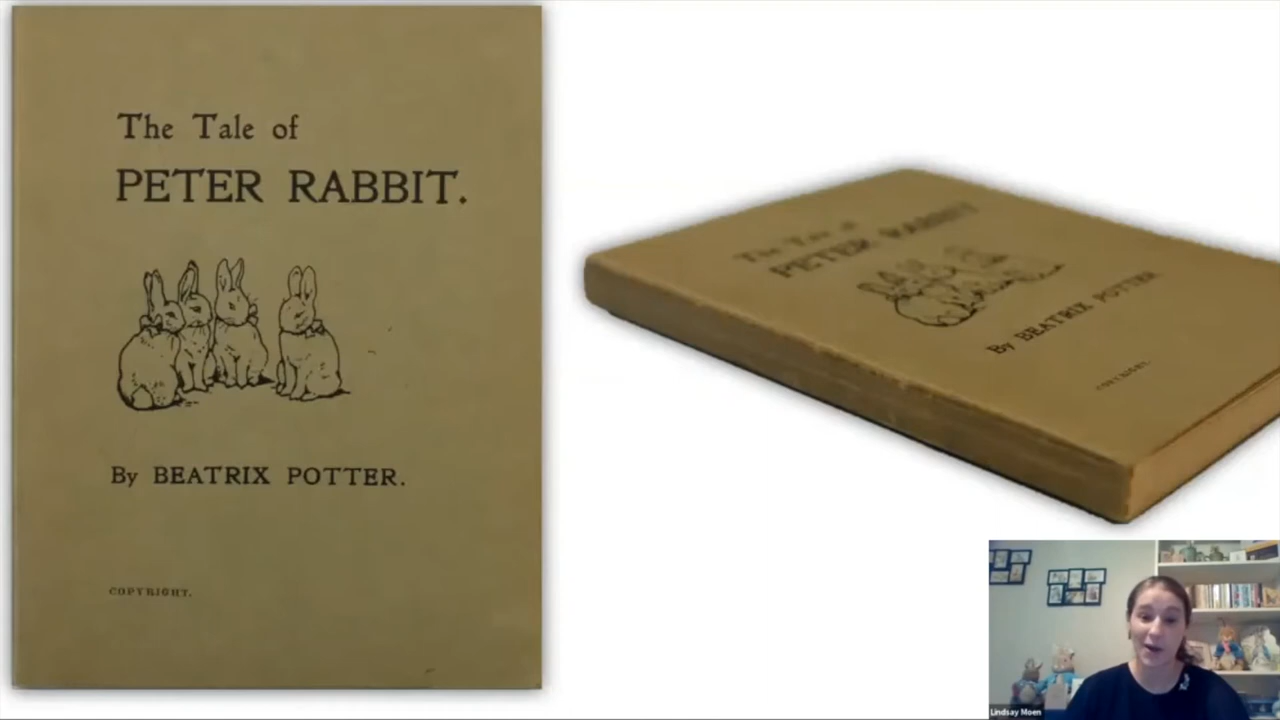 The Tale of
PETER RABBIT.
By BEATRIX POTTER.
COPYRIGHT.
The Tale of
PETER RABBIT
By BEATRIX POTTER
COPYRIGHT.
Lindsay Moen